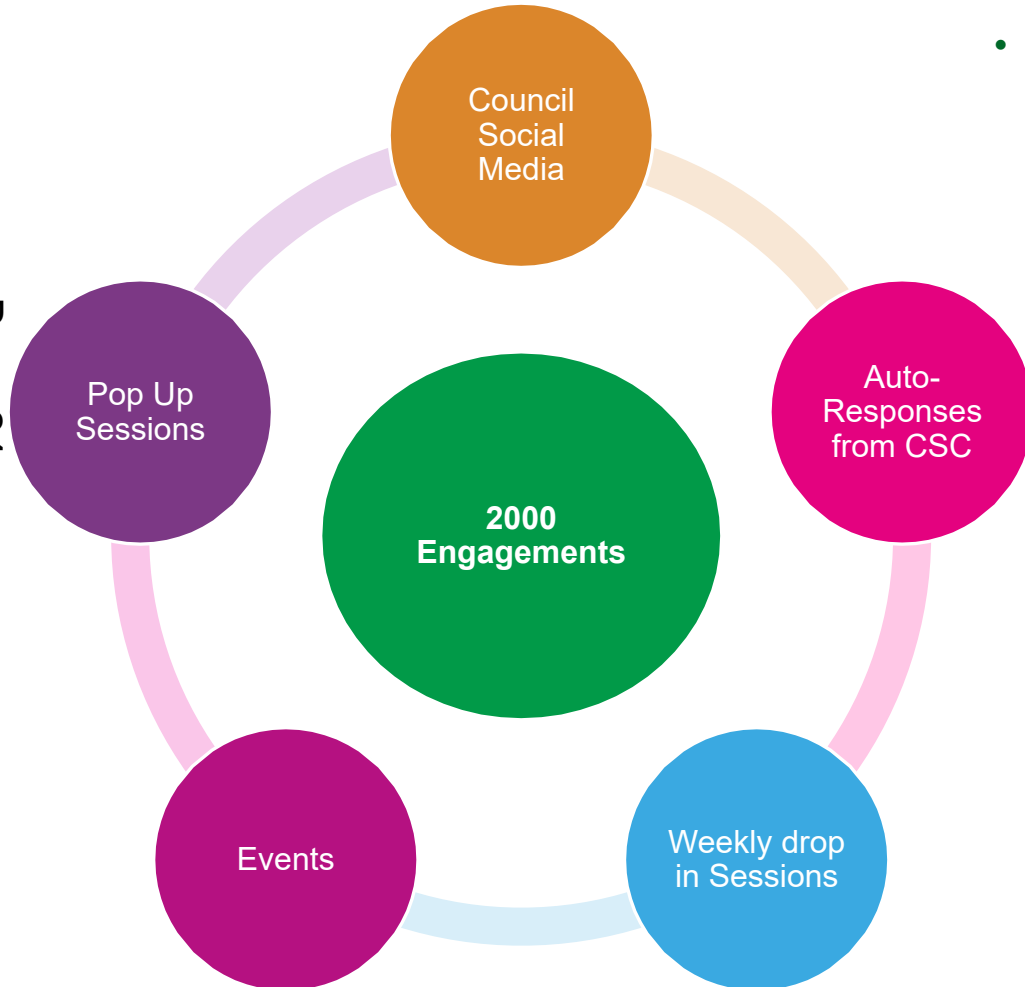 Council
Social
Media
Auto-
Responses
from CSC
Weekly drop
in Sessions
Events
Pop Up
Sessions
2000
Engagements